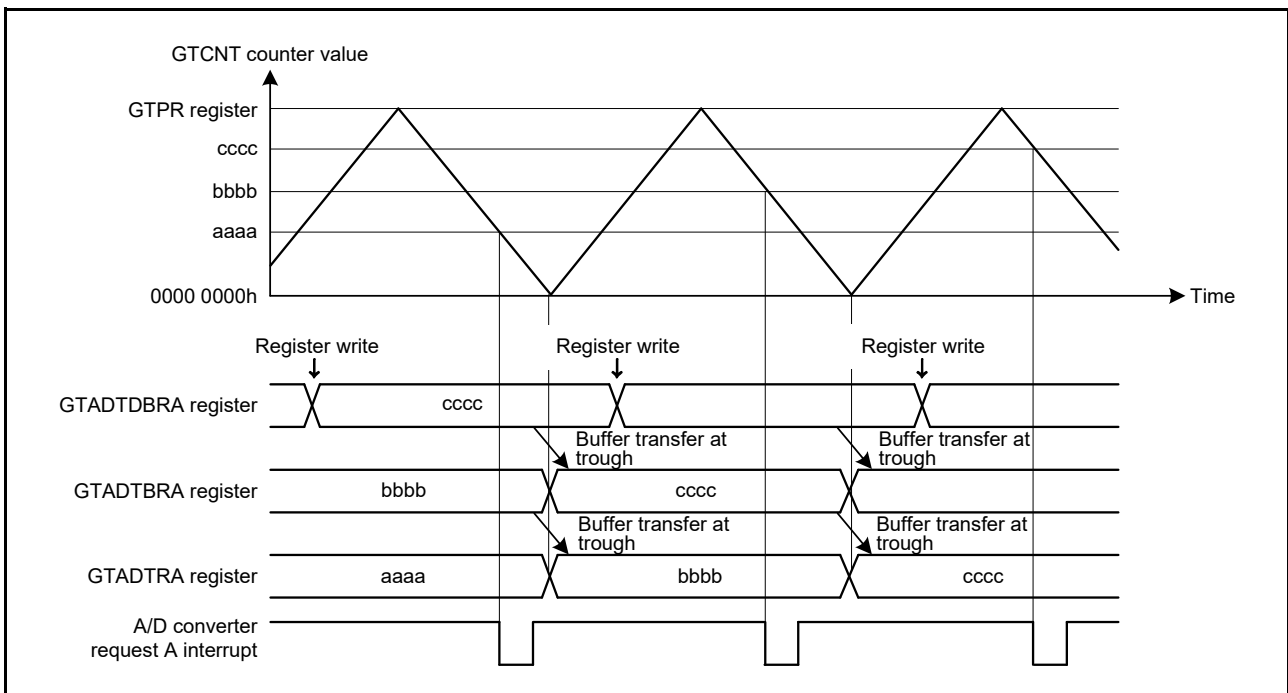 GTCNT counter value
GTPR register
cccc
bbbb
aaaa
0000 0000h
Time
Register write
Register write
Register write
GTADTDBRA register
cccc
Buffer transfer at
trough
Buffer transfer at
trough
GTADTBRA register
bbbb
cccc
Buffer transfer at
trough
Buffer transfer at
trough
GTADTRA register
aaaa
bbbb
cccc
A/D converter
request A interrupt